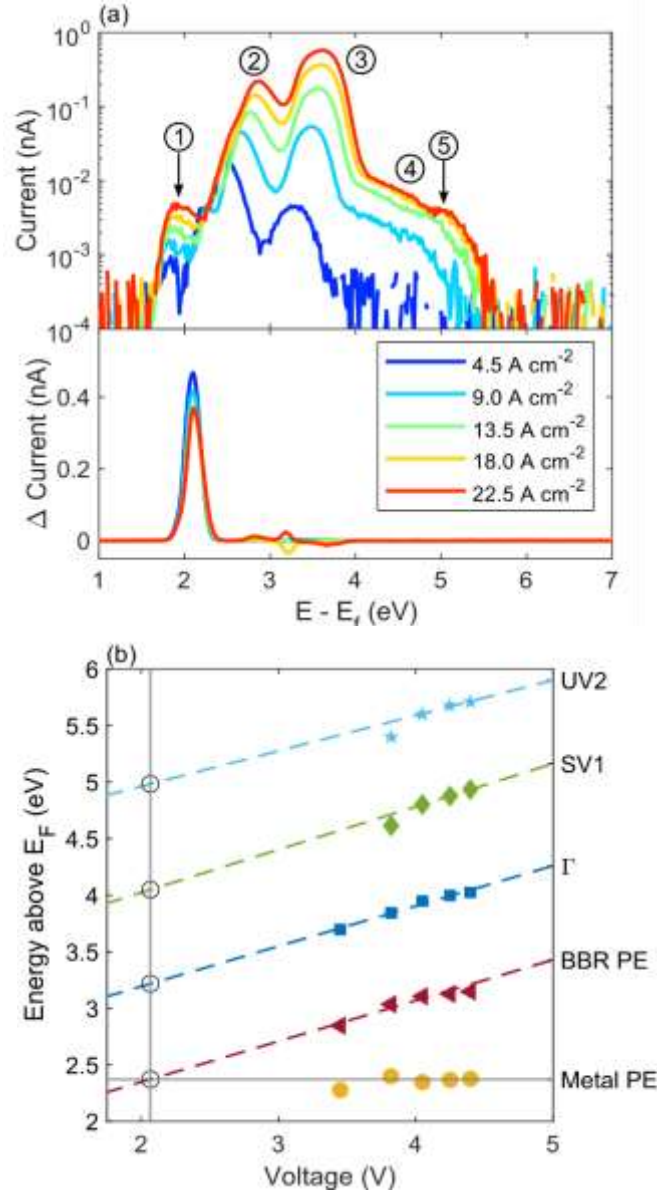 (a)
10⁰
10⁻¹
10⁻²
10⁻³
10⁻⁴
Current (nA)
①
②
③
④
⑤
0.4
0.2
0
Δ Current (nA)
4.5 A cm⁻²
9.0 A cm⁻²
13.5 A cm⁻²
18.0 A cm⁻²
22.5 A cm⁻²
1 2 3 4 5 6 7
E - E_f (eV)
(b)
6
5.5
5
4.5
4
3.5
3
2.5
2
Energy above E_F (eV)
UV2
SV1
Γ
BBR PE
Metal PE
2 3 4 5
Voltage (V)